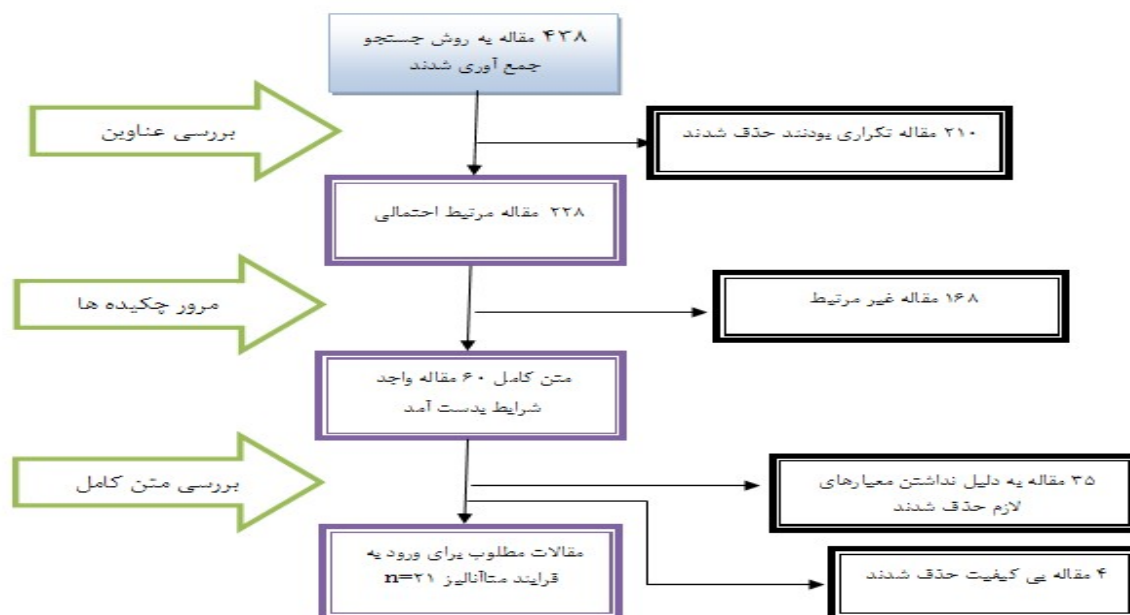 ۴۳۸ مقاله به روش جستجو
جمع آوری شدند
بررسی عناوین
۲۱۰ مقاله تکراری بودنند حذف شدند
۲۲۸ مقاله مرتبط احتمالی
مرور چکیده ها
۱۶۸ مقاله غیر مرتبط
متن کامل ۶۰ مقاله واجد
شرایط بدست آمد
بررسی متن کامل
۳۵ مقاله به دلیل نداشتن معیارهای
لازم حذف شدند
مقالات مطلوب برای ورود به
فرایند متاآنالیز n=۲۱
۴ مقاله بی کیفیت حذف شدند